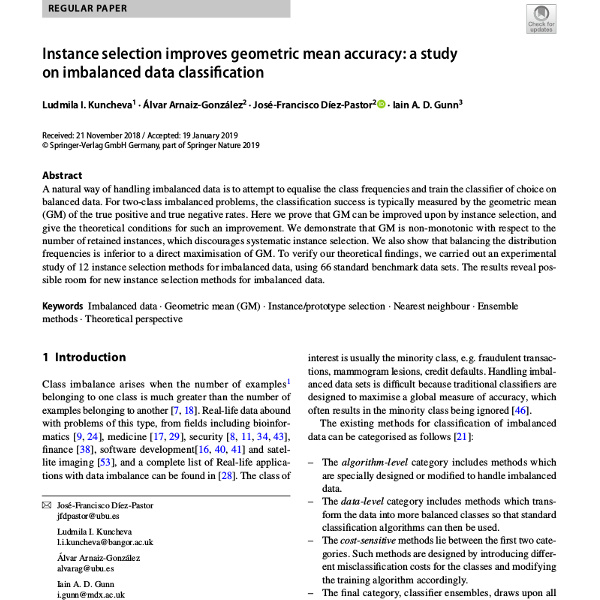 REGULAR PAPER
Check for
updates
Instance selection improves geometric mean accuracy: a study
on imbalanced data classification
Ludmila I. Kuncheva1 · Álvar Arnaiz-González2 · José-Francisco Díez-Pastor2 · Iain A. D. Gunn3
Received: 21 November 2018 / Accepted: 19 January 2019
© Springer-Verlag GmbH Germany, part of Springer Nature 2019
Abstract
A natural way of handling imbalanced data is to attempt to equalise the class frequencies and train the classifier of choice on
balanced data. For two-class imbalanced problems, the classification success is typically measured by the geometric mean
(GM) of the true positive and true negative rates. Here we prove that GM can be improved upon by instance selection, and
give the theoretical conditions for such an improvement. We demonstrate that GM is non-monotonic with respect to the
number of retained instances, which discourages systematic instance selection. We also show that balancing the distribution
frequencies is inferior to a direct maximisation of GM. To verify our theoretical findings, we carried out an experimental
study of 12 instance selection methods for imbalanced data, using 66 standard benchmark data sets. The results reveal pos-
sible room for new instance selection methods for imbalanced data.
Keywords Imbalanced data · Geometric mean (GM) · Instance/prototype selection · Nearest neighbour · Ensemble
methods · Theoretical perspective
1 Introduction
Class imbalance arises when the number of examples1
belonging to one class is much greater than the number of
examples belonging to another [7, 18]. Real-life data abound
with problems of this type, from fields including bioinfor-
matics [9, 24], medicine [17, 29], security [8, 11, 34, 43],
finance [38], software development[16, 40, 41] and satel-
lite imaging [53], and a complete list of Real-life applica-
tions with data imbalance can be found in [28]. The class of
José-Francisco Díez-Pastor
jfdpastor@ubu.es
Ludmila I. Kuncheva
l.i.kuncheva@bangor.ac.uk
Álvar Arnaiz-González
alvarag@ubu.es
Iain A. D. Gunn
i.gunn@mdx.ac.uk
interest is usually the minority class, e.g. fraudulent transac-
tions, mammogram lesions, credit defaults. Handling imbal-
anced data sets is difficult because traditional classifiers are
designed to maximise a global measure of accuracy, which
often results in the minority class being ignored [46].
The existing methods for classification of imbalanced
data can be categorised as follows [21]:
– The algorithm-level category includes methods which
are specially designed or modified to handle imbalanced
data.
– The data-level category includes methods which trans-
form the data into more balanced classes so that standard
classification algorithms can then be used.
– The cost-sensitive methods lie between the first two cate-
gories. Such methods are designed by introducing differ-
ent misclassification costs for the classes and modifying
the training algorithm accordingly.
– The final category, classifier ensembles, draws upon all